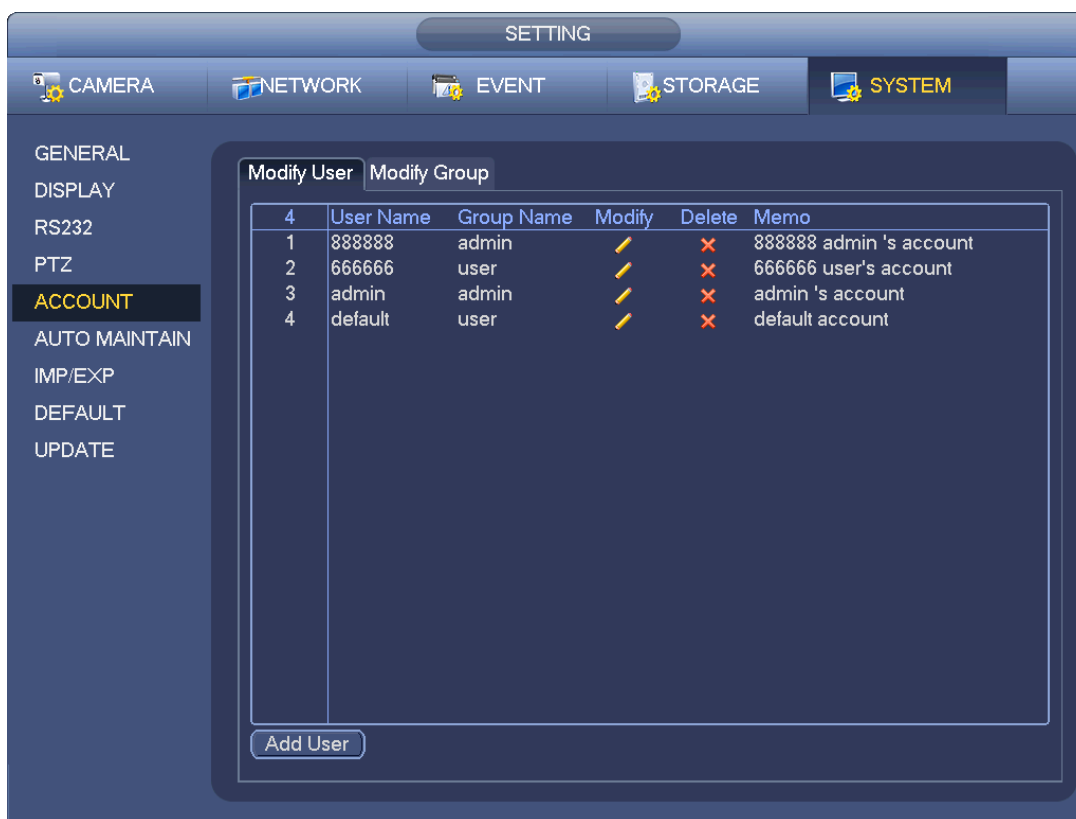 SETTING
CAMERA NETWORK EVENT STORAGE SYSTEM
GENERAL
DISPLAY
RS232
PTZ
ACCOUNT
AUTO MAINTAIN
IMP/EXP
DEFAULT
UPDATE
Modify User Modify Group
4 User Name Group Name Modify Delete Memo
1 888888 admin 888888 admin 's account
2 666666 user 666666 user's account
3 admin admin admin 's account
4 default user default account
Add User